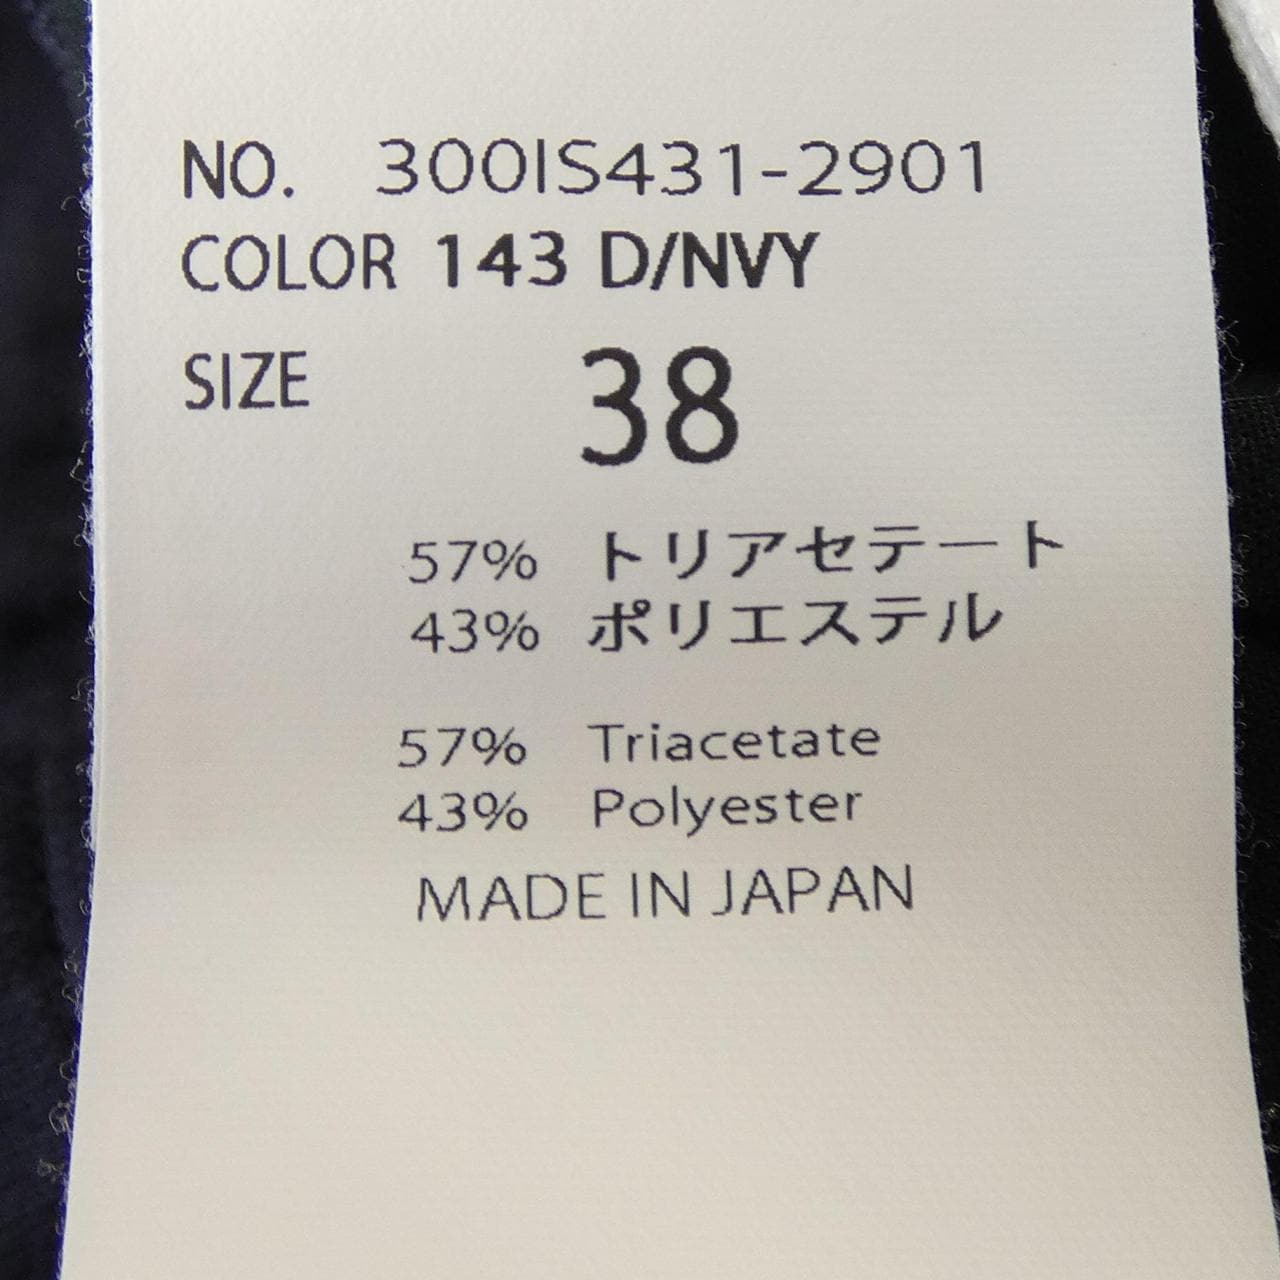 NO. 300IS431-2901
COLOR 143 D/NVY
SIZE 38
57% トリアセテート
43% ポリエステル
57% Triacetate
43% Polyester
MADE IN JAPAN